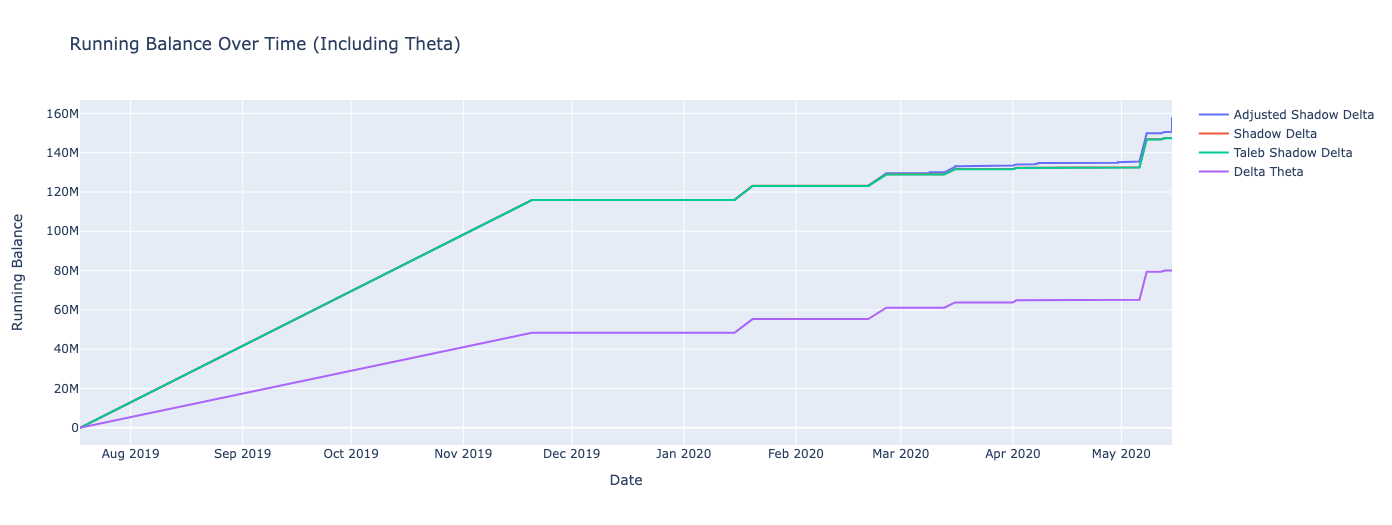 Running Balance Over Time (Including Theta)
160M
140M
120M
100M
80M
60M
40M
20M
0
Running Balance
Aug 2019 Sep 2019 Oct 2019 Nov 2019 Dec 2019 Jan 2020 Feb 2020 Mar 2020 Apr 2020 May 2020
Date
Adjusted Shadow Delta
Shadow Delta
Taleb Shadow Delta
Delta Theta